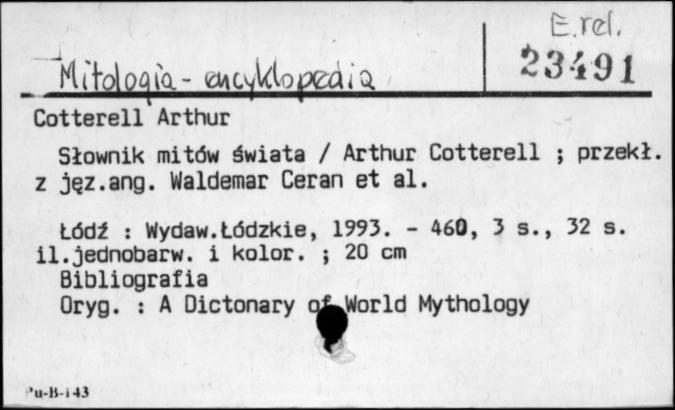 E.rel.
23491
Mitologia - encyklopedia
Cotterell Arthur
Słownik mitów świata / Arthur Cotterell ; przekł.
z jęz.ang. Waldemar Ceran et al.
Łódź : Wydaw.Łódzkie, 1993. - 460, 3 s., 32 s.
il.jednobarw. i kolor. ; 20 cm
Bibliografia
Oryg. : A Dictonary of World Mythology
Pu-B-i 43